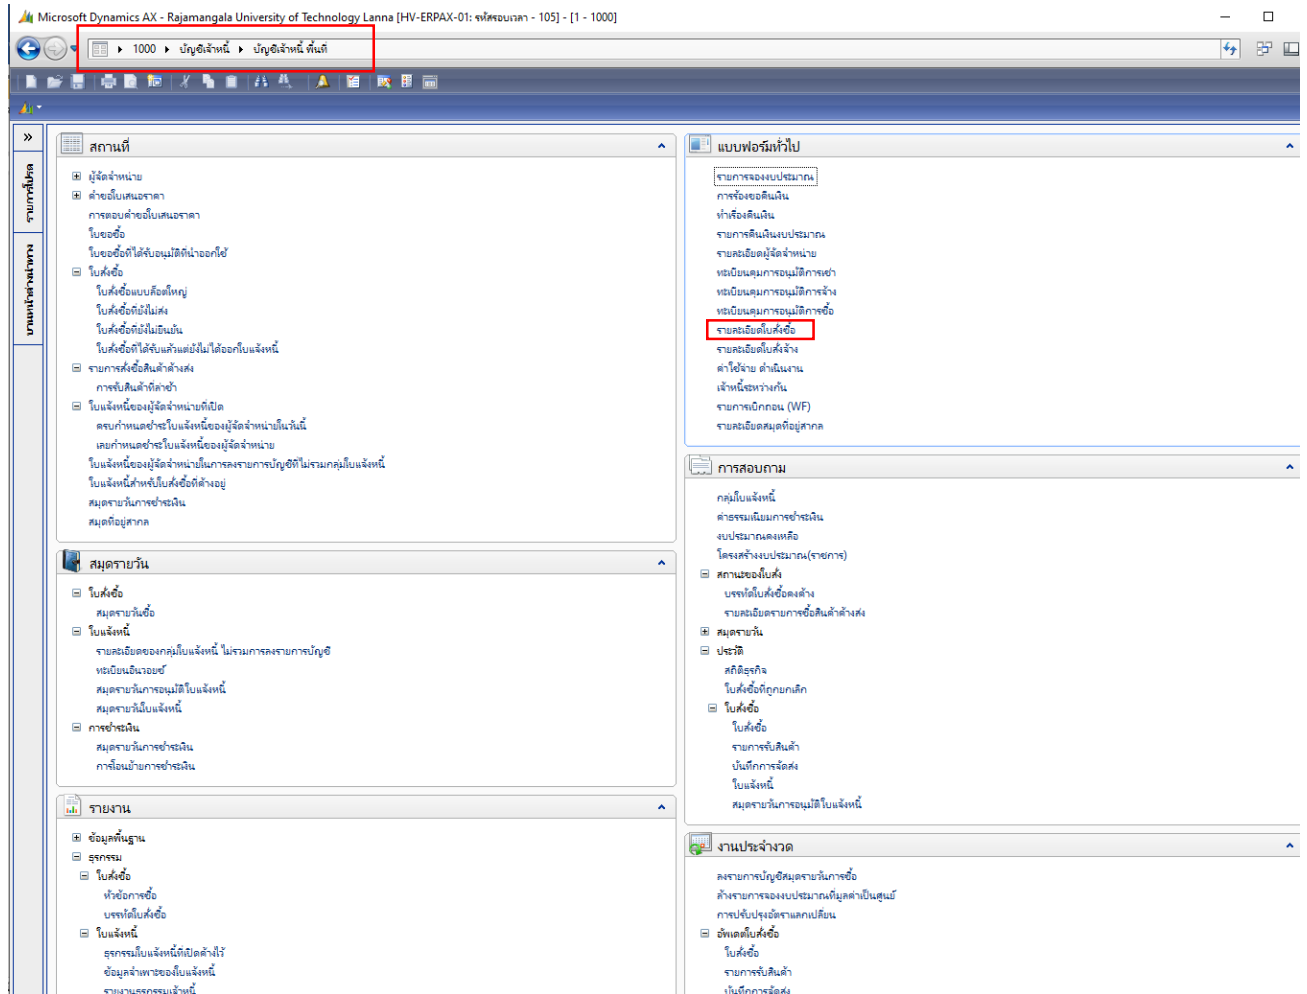 Microsoft Dynamics AX - Rajamangala University of Technology Lanna [HV-ERPAX-01: รหัสรอบเวลา - 105] - [1 - 1000]
1000 บัญชีเจ้าหนี้ บัญชีเจ้าหนี้ พื้นที่
รายการโปรด
บานหน้าต่างนำทาง
สถานที่
ผู้จัดจำหน่าย
คำขอใบเสนอราคา
การตอบคำขอใบเสนอราคา
ใบขอซื้อ
ใบขอซื้อที่ได้รับอนุมัติที่นำออกใช้
ใบสั่งซื้อ
ใบสั่งซื้อแบบล็อตใหญ่
ใบสั่งซื้อที่ยังไม่ส่ง
ใบสั่งซื้อที่ยังไม่ยืนยัน
ใบสั่งซื้อที่ได้รับแล้วแต่ยังไม่ได้ออกใบแจ้งหนี้
รายการสั่งซื้อสินค้าค้างส่ง
การรับสินค้าที่ล่าช้า
ใบแจ้งหนี้ของผู้จัดจำหน่ายที่เปิด
ครบกำหนดชำระใบแจ้งหนี้ของผู้จัดจำหน่ายในวันนี้
เลยกำหนดชำระใบแจ้งหนี้ของผู้จัดจำหน่าย
ใบแจ้งหนี้ของผู้จัดจำหน่ายในการลงรายการบัญชีที่ไม่รวมกลุ่มใบแจ้งหนี้
ใบแจ้งหนี้สำหรับใบสั่งซื้อที่ค้างอยู่
สมุดรายวันการชำระเงิน
สมุดที่อยู่สากล
สมุดรายวัน
ใบสั่งซื้อ
สมุดรายวันซื้อ
ใบแจ้งหนี้
รายละเอียดของกลุ่มใบแจ้งหนี้ ไม่รวมการลงรายการบัญชี
ทะเบียนอินวอยซ์
สมุดรายวันการอนุมัติใบแจ้งหนี้
สมุดรายวันใบแจ้งหนี้
การชำระเงิน
สมุดรายวันการชำระเงิน
การโอนย้ายการชำระเงิน
รายงาน
ข้อมูลพื้นฐาน
ธุรกรรม
ใบสั่งซื้อ
หัวข้อการซื้อ
บรรทัดใบสั่งซื้อ
ใบแจ้งหนี้
ธุรกรรมใบแจ้งหนี้ที่เปิดค้างไว้
ข้อมูลจำเพาะของใบแจ้งหนี้
รายงานธุรกรรมเจ้าหนี้
แบบฟอร์มทั่วไป
รายการจองงบประมาณ
การร้องขอคืนเงิน
ทำเรื่องคืนเงิน
รายการคืนเงินงบประมาณ
รายละเอียดผู้จัดจำหน่าย
ทะเบียนคุมการอนุมัติการเช่า
ทะเบียนคุมการอนุมัติการจ้าง
ทะเบียนคุมการอนุมัติการซื้อ
รายละเอียดใบสั่งซื้อ
รายละเอียดใบสั่งจ้าง
ค่าใช้จ่าย ดำเนินงาน
เจ้าหนี้ระหว่างกัน
รายการเบิกถอน (WF)
รายละเอียดสมุดที่อยู่สากล
การสอบถาม
กลุ่มใบแจ้งหนี้
ค่าธรรมเนียมการชำระเงิน
งบประมาณคงเหลือ
โครงสร้างงบประมาณ(ราชการ)
สถานะของใบสั่ง
บรรทัดใบสั่งซื้อคงค้าง
รายละเอียดรายการซื้อสินค้าค้างส่ง
สมุดรายวัน
ประวัติ
สถิติธุรกิจ
ใบสั่งซื้อที่ถูกยกเลิก
ใบสั่งซื้อ
ใบสั่งซื้อ
รายการรับสินค้า
บันทึกการจัดส่ง
ใบแจ้งหนี้
สมุดรายวันการอนุมัติใบแจ้งหนี้
งานประจำงวด
ลงรายการบัญชีสมุดรายวันการซื้อ
ล้างรายการจองงบประมาณที่มูลค่าเป็นศูนย์
การปรับปรุงอัตราแลกเปลี่ยน
อัพเดตใบสั่งซื้อ
ใบสั่งซื้อ
รายการรับสินค้า
บันทึกการจัดส่ง